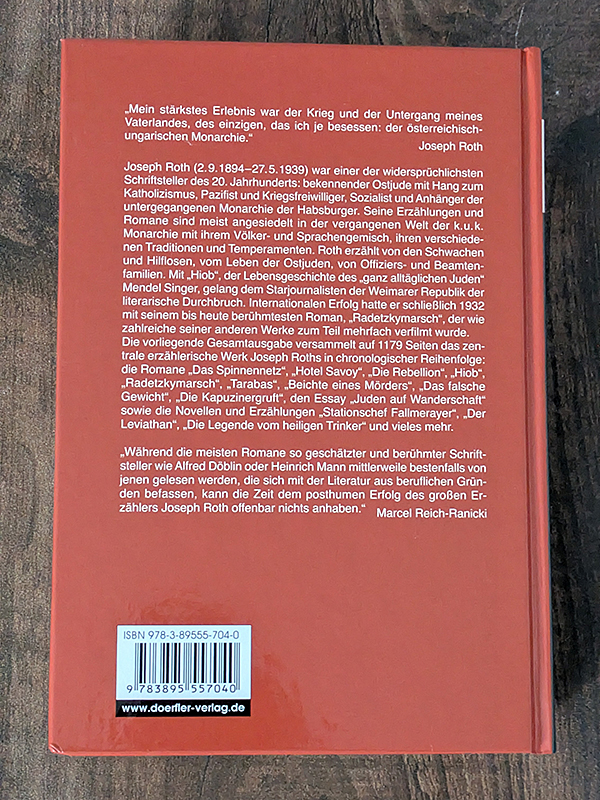 „Mein stärkstes Erlebnis war der Krieg und der Untergang meines
Vaterlandes, des einzigen, das ich je besessen: der österreichisch-
ungarischen Monarchie.“
Joseph Roth
Joseph Roth (2.9.1894–27.5.1939) war einer der widersprüchlichsten
Schriftsteller des 20. Jahrhunderts: bekennender Ostjude mit Hang zum
Katholizismus, Pazifist und Kriegsfreiwilliger, Sozialist und Anhänger der
untergegangenen Monarchie der Habsburger. Seine Erzählungen und
Romane sind meist angesiedelt in der vergangenen Welt der k.u.k.
Monarchie mit ihrem Völker- und Sprachengemisch, ihren verschiede-
nen Traditionen und Temperamenten. Roth erzählt von den Schwachen
und Hilflosen, vom Leben der Ostjuden, von Offiziers- und Beamten-
familien. Mit „Hiob“, der Lebensgeschichte des „ganz alltäglichen Juden“
Mendel Singer, gelang dem Starjournalisten der Weimarer Republik der
literarische Durchbruch. Internationalen Erfolg hatte er schließlich 1932
mit seinem bis heute berühmtesten Roman, „Radetzkymarsch“, der wie
zahlreiche seiner anderen Werke zum Teil mehrfach verfilmt wurde.
Die vorliegende Gesamtausgabe versammelt auf 1179 Seiten das zen-
trale erzählerische Werk Joseph Roths in chronologischer Reihenfolge:
die Romane „Das Spinnennetz“, „Hotel Savoy“, „Die Rebellion“, „Hiob“,
„Radetzkymarsch“, „Tarabas“, „Beichte eines Mörders“, „Das falsche
Gewicht“, „Die Kapuzinergruft“, den Essay „Juden auf Wanderschaft“
sowie die Novellen und Erzählungen „Stationschef Fallmerayer“, „Der
Leviathan“, „Die Legende vom heiligen Trinker“ und vieles mehr.
„Während die meisten Romane so geschätzter und berühmter Schrift-
steller wie Alfred Döblin oder Heinrich Mann mittlerweile bestenfalls von
jenen gelesen werden, die sich mit der Literatur aus beruflichen Grün-
den befassen, kann die Zeit dem posthumen Erfolg des großen Er-
zählers Joseph Roth offenbar nichts anhaben.“ Marcel Reich-Ranicki
ISBN 978-3-89555-704-0
9 783895 557040
www.doerfler-verlag.de